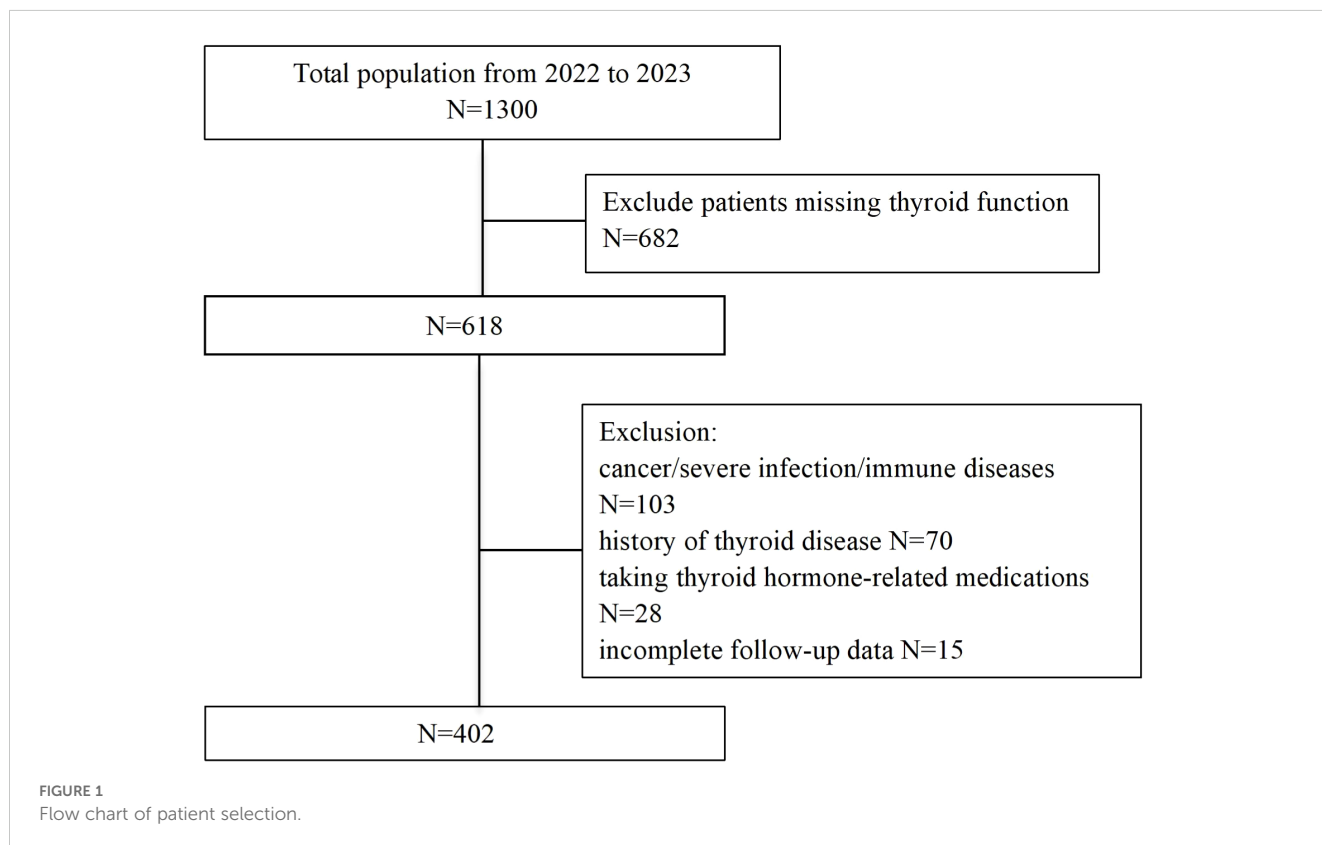 Total population from 2022 to 2023
N=1300
Exclude patients missing thyroid function
N=682
N=618
Exclusion:
cancer/severe infection/immune diseases
N=103
history of thyroid disease N=70
taking thyroid hormone-related medications
N=28
incomplete follow-up data N=15
N=402
FIGURE 1
Flow chart of patient selection.